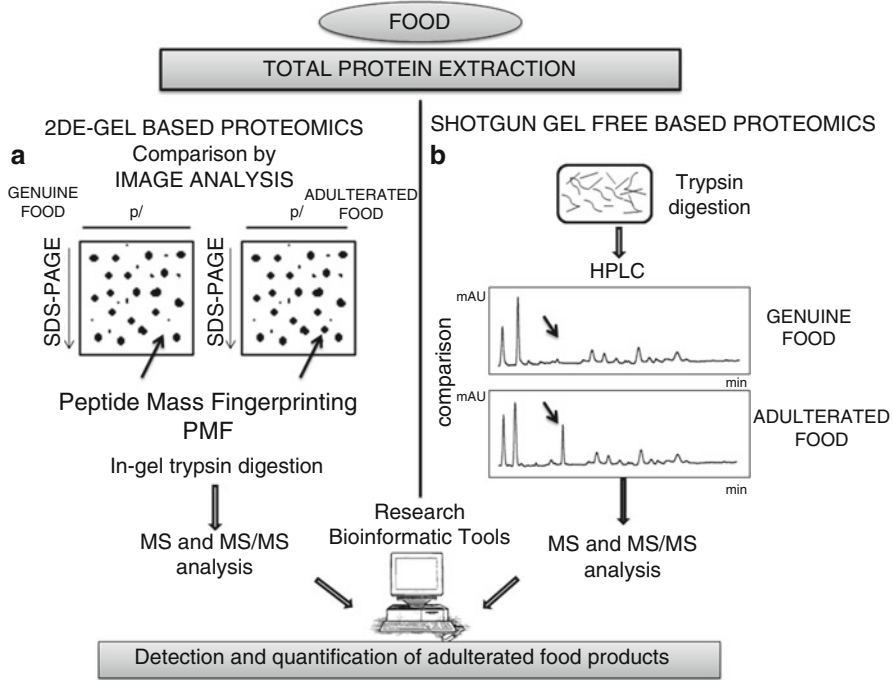 FOOD
TOTAL PROTEIN EXTRACTION
2DE-GEL BASED PROTEOMICS
a
Comparison by
IMAGE ANALYSIS
GENUINE
FOOD
p/
p/
ADULTERATED
FOOD
SDS-PAGE
SDS-PAGE
Peptide Mass Fingerprinting
PMF
In-gel trypsin digestion
MS and MS/MS
analysis
SHOTGUN GEL FREE BASED PROTEOMICS
b
Trypsin
digestion
HPLC
comparison
mAU
min
GENUINE
FOOD
mAU
min
ADULTERATED
FOOD
MS and MS/MS
analysis
Research
Bioinformatic Tools
Detection and quantification of adulterated food products